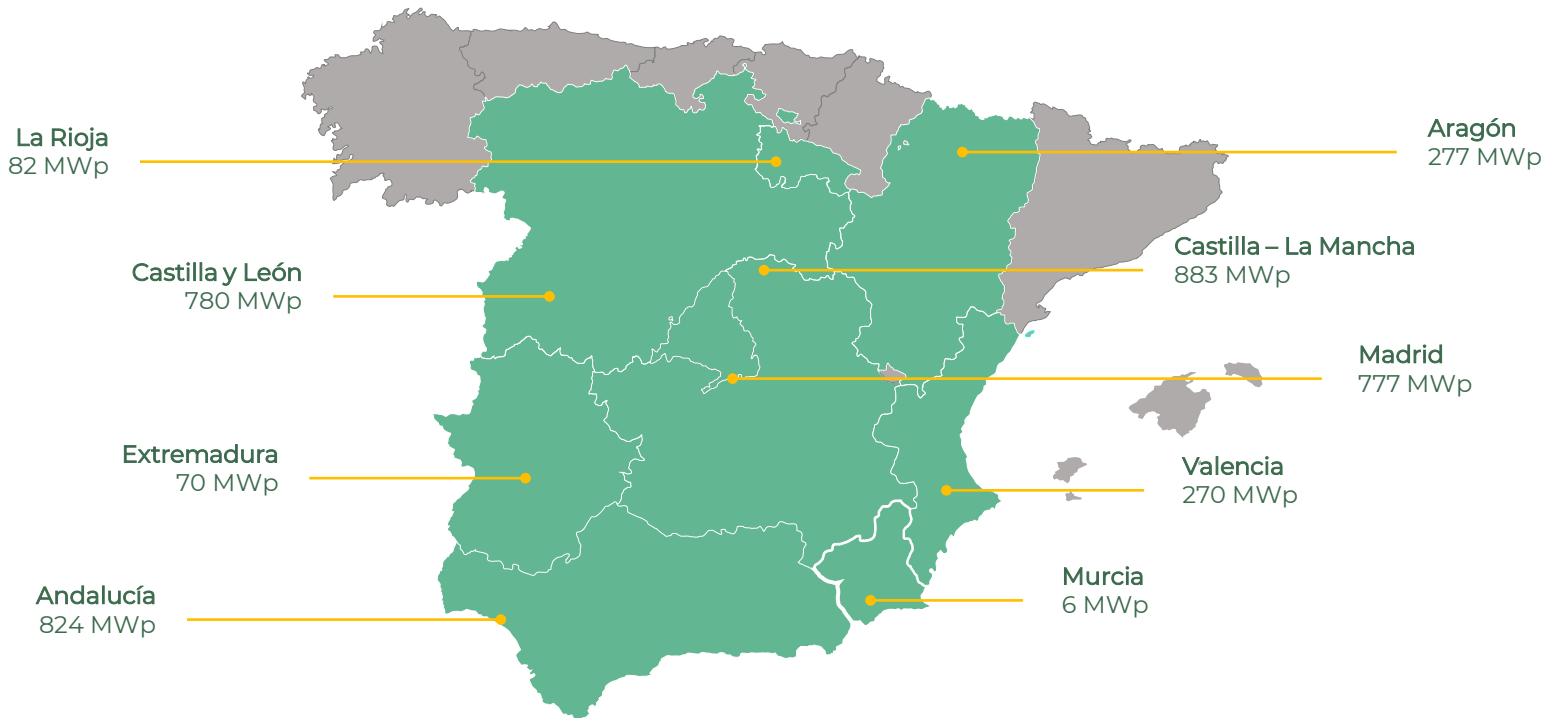 La Rioja
82 MWp
Aragón
277 MWp
Castilla y León
780 MWp
Castilla – La Mancha
883 MWp
Madrid
777 MWp
Extremadura
70 MWp
Valencia
270 MWp
Andalucía
824 MWp
Murcia
6 MWp